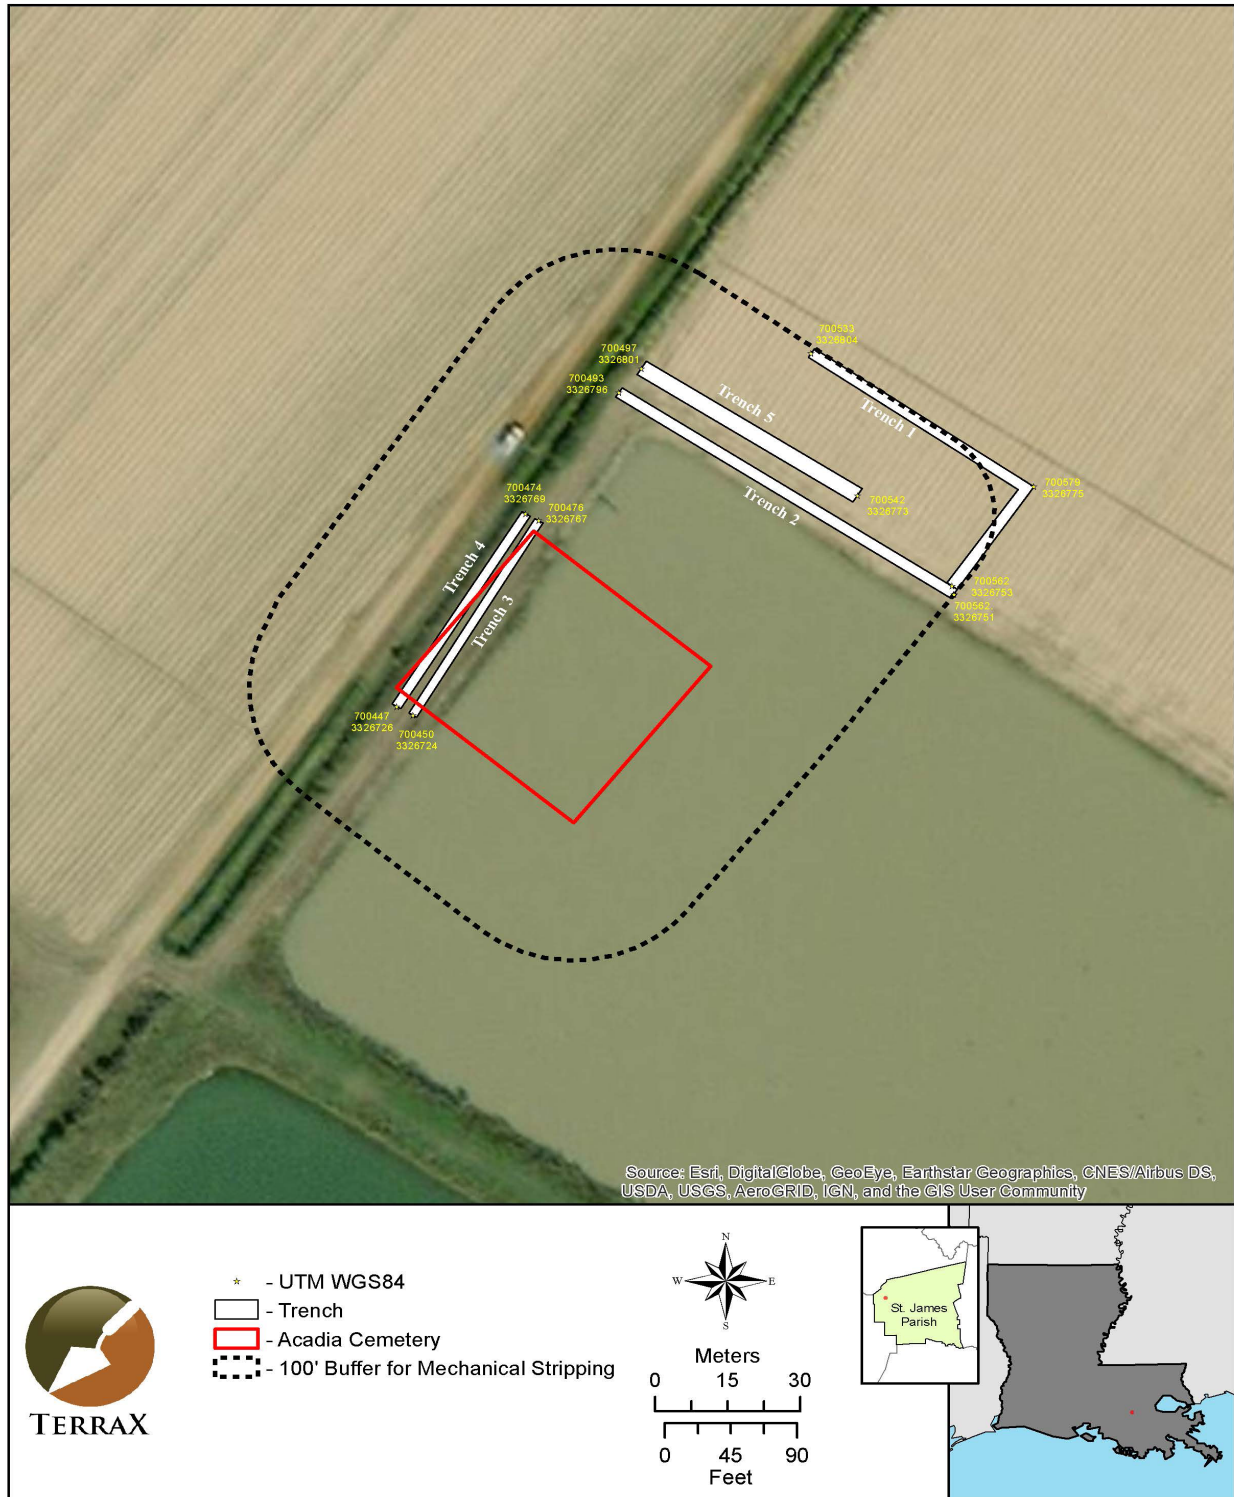 700533
3326804
700497
3326801
700493
3326796
Trench 5
Trench 1
700579
3326775
700542
3326773
Trench 2
700474
3326769
700476
3326767
Trench 4
Trench 3
700562
3326753
700562
3326751
700447
3326726
700450
3326724
Source: Esri, DigitalGlobe, GeoEye, Earthstar Geographics, CNES/Airbus DS,
USDA, USGS, AeroGRID, IGN, and the GIS User Community
- UTM WGS84
- Trench
- Acadia Cemetery
- 100' Buffer for Mechanical Stripping
TERRAX
N
W E
S
Meters
0 15 30
0 45 90
Feet
St. James
Parish